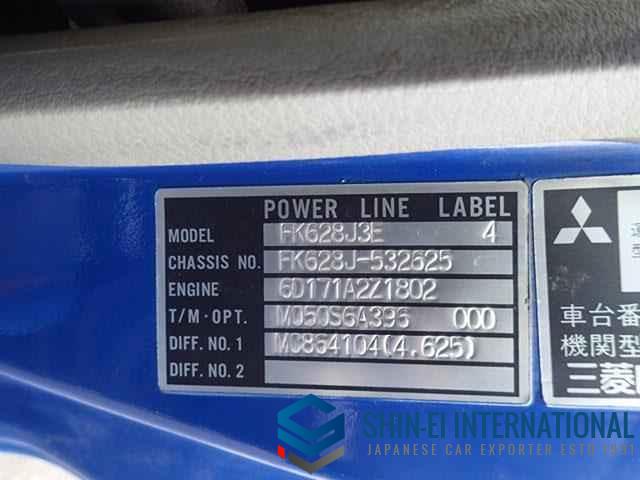 POWER LINE LABEL
MODEL FK628J3E 4
CHASSIS NO. FK628J-532625
ENGINE 6D171A2Z1802
T/M·OPT. M050S6A396 000
DIFF. NO. 1 MC864104(4.625)
DIFF. NO. 2
車台番
機関型
三菱
SHIN-EI INTERNATIONAL
JAPANESE CAR EXPORTER ESTD 1991